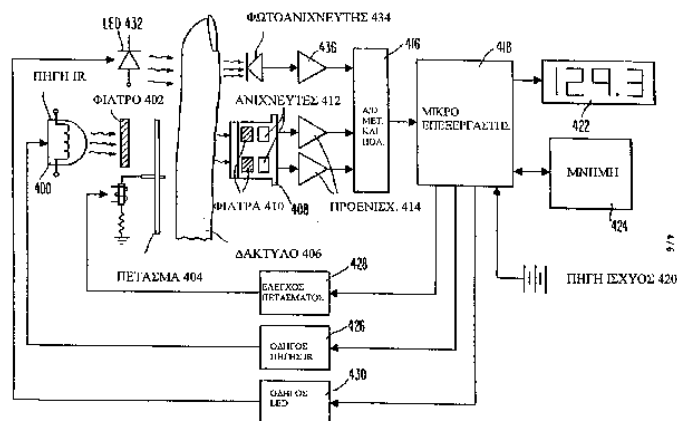 LED 432
ΦΩΤΟΑΝΙΧΝΕΥΤΗΣ 434
436
416
418
ΠΗΓΗ IR
ΦΙΛΤΡΟ 402
ΑΝΙΧΝΕΥΤΕΣ 412
A/D
ΜΕΤ.
ΚΑΙ
ΠΟΛ.
ΜΙΚΡΟ
ΕΠΕΞΕΡΓΑΣΤΙΣ
129.3
422
400
ΦΙΛΤΡΑ 410
408
ΠΡΟΕΝΙΣΧ. 414
ΜΝΗΜΗ
424
ΠΕΤΑΣΜΑ 404
ΔΑΚΤΥΛΟ 406
428
ΕΛΕΓΧΟΣ
ΠΕΤΑΣΜΑΤΟΣ
ΠΗΓΗ ΙΣΧΥΟΣ 420
426
ΟΔΗΓΟΣ
ΠΗΓΗΣ IR
430
ΟΔΗΓΟΣ
LED